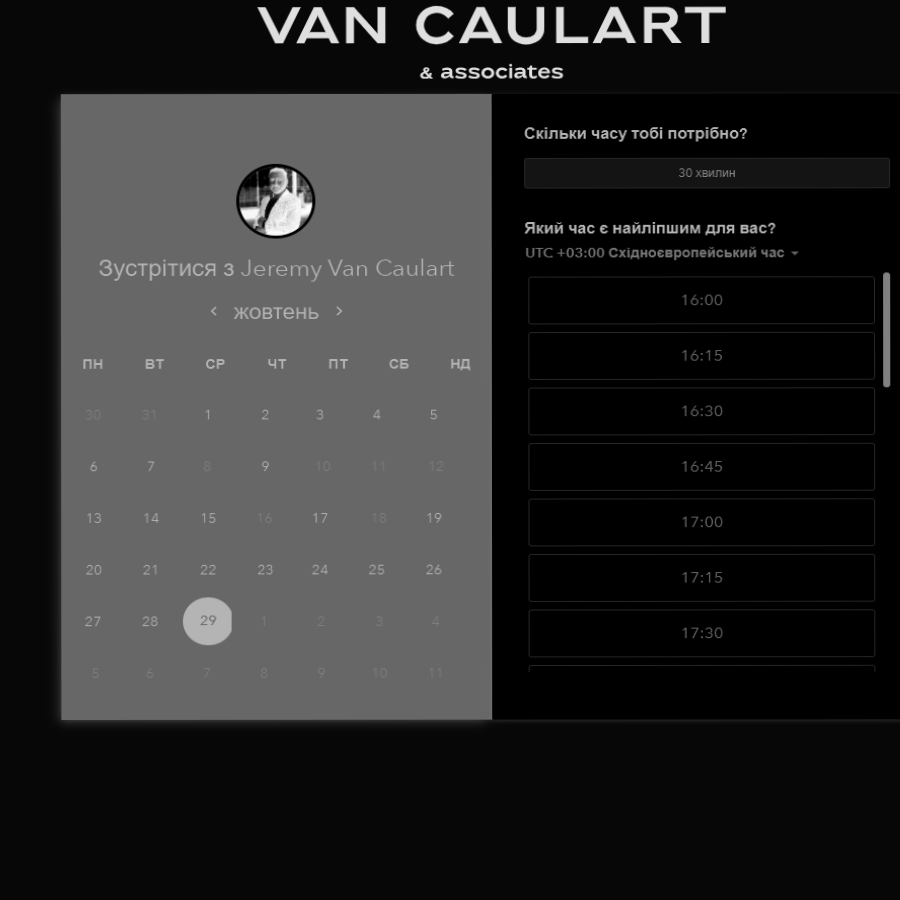 VAN CAULART
& associates
Зустрітися з Jeremy Van Caulart
жовтень
ПН ВТ СР ЧТ ПТ СБ НД
30 31 1 2 3 4 5
6 7 8 9 10 11 12
13 14 15 16 17 18 19
20 21 22 23 24 25 26
27 28 29 1 2 3 4
5 6 7 8 9 10 11
Скільки часу тобі потрібно?
30 хвилин
Який час є найліпшим для вас?
UTC +03:00 Східноєвропейський час
16:00
16:15
16:30
16:45
17:00
17:15
17:30